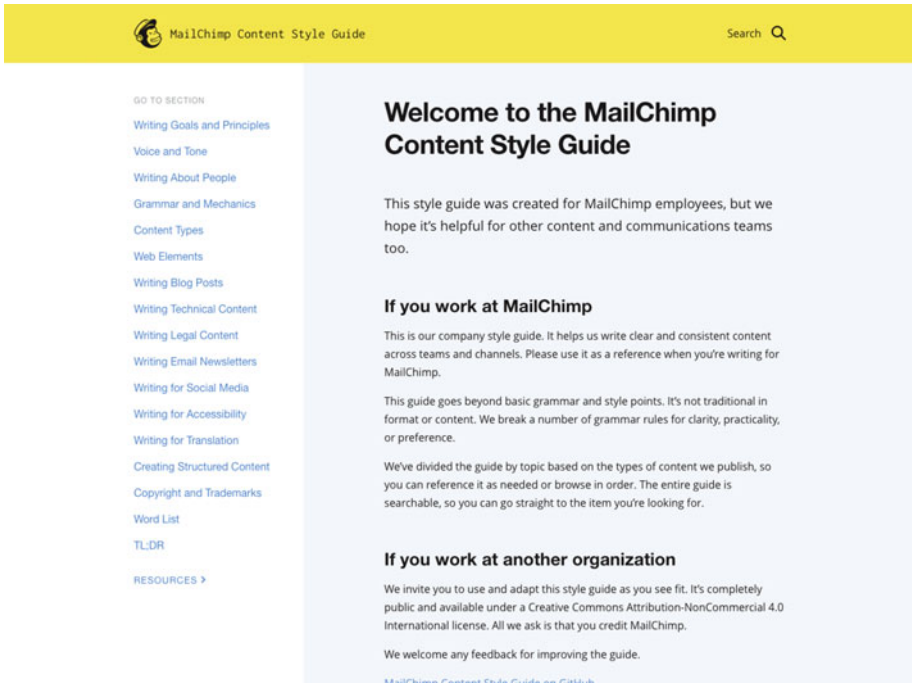 MailChimp Content Style Guide
Search
GO TO SECTION
Writing Goals and Principles
Voice and Tone
Writing About People
Grammar and Mechanics
Content Types
Web Elements
Writing Blog Posts
Writing Technical Content
Writing Legal Content
Writing Email Newsletters
Writing for Social Media
Writing for Accessibility
Writing for Translation
Creating Structured Content
Copyright and Trademarks
Word List
TL;DR
RESOURCES >
Welcome to the MailChimp
Content Style Guide
This style guide was created for MailChimp employees, but we
hope it's helpful for other content and communications teams
too.
If you work at MailChimp
This is our company style guide. It helps us write clear and consistent content
across teams and channels. Please use it as a reference when you're writing for
MailChimp.
This guide goes beyond basic grammar and style points. It's not traditional in
format or content. We break a number of grammar rules for clarity, practicality,
or preference.
We've divided the guide by topic based on the types of content we publish, so
you can reference it as needed or browse in order. The entire guide is
searchable, so you can go straight to the item you're looking for.
If you work at another organization
We invite you to use and adapt this style guide as you see fit. It's completely
public and available under a Creative Commons Attribution-NonCommercial 4.0
International license. All we ask is that you credit MailChimp.
We welcome any feedback for improving the guide.
MailChimp Content Style Guide on GitHub